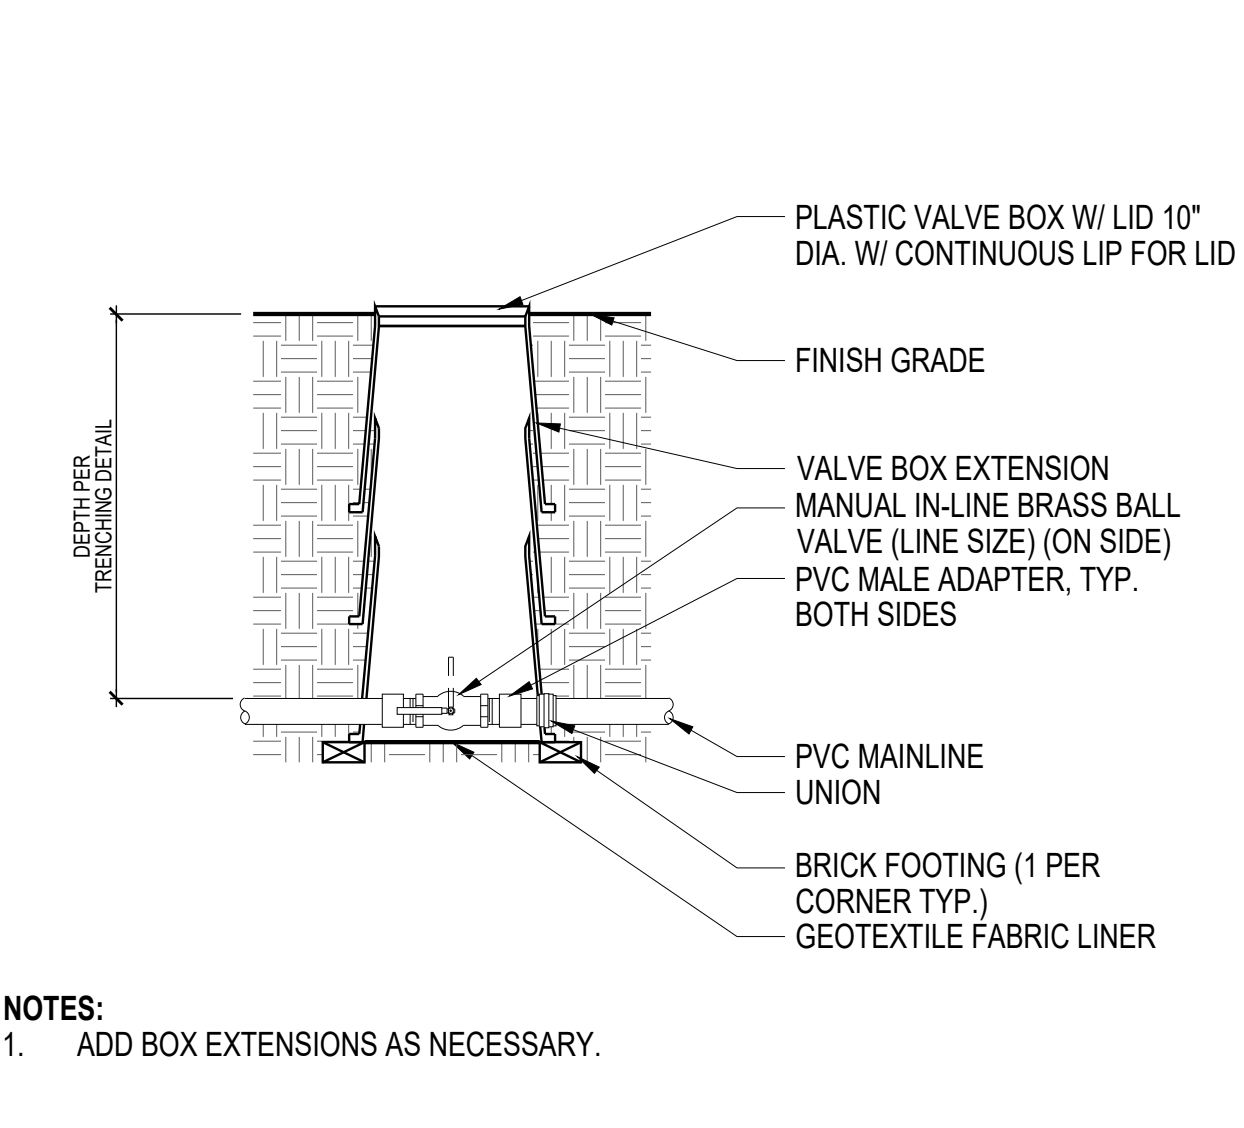 PLASTIC VALVE BOX W/ LID 10"
DIA. W/ CONTINUOUS LIP FOR LID
FINISH GRADE
DEPTH PER
TRENCHING DETAIL
VALVE BOX EXTENSION
MANUAL IN-LINE BRASS BALL
VALVE (LINE SIZE) (ON SIDE)
PVC MALE ADAPTER, TYP.
BOTH SIDES
PVC MAINLINE
UNION
BRICK FOOTING (1 PER
CORNER TYP.)
GEOTEXTILE FABRIC LINER
NOTES:
1. ADD BOX EXTENSIONS AS NECESSARY.